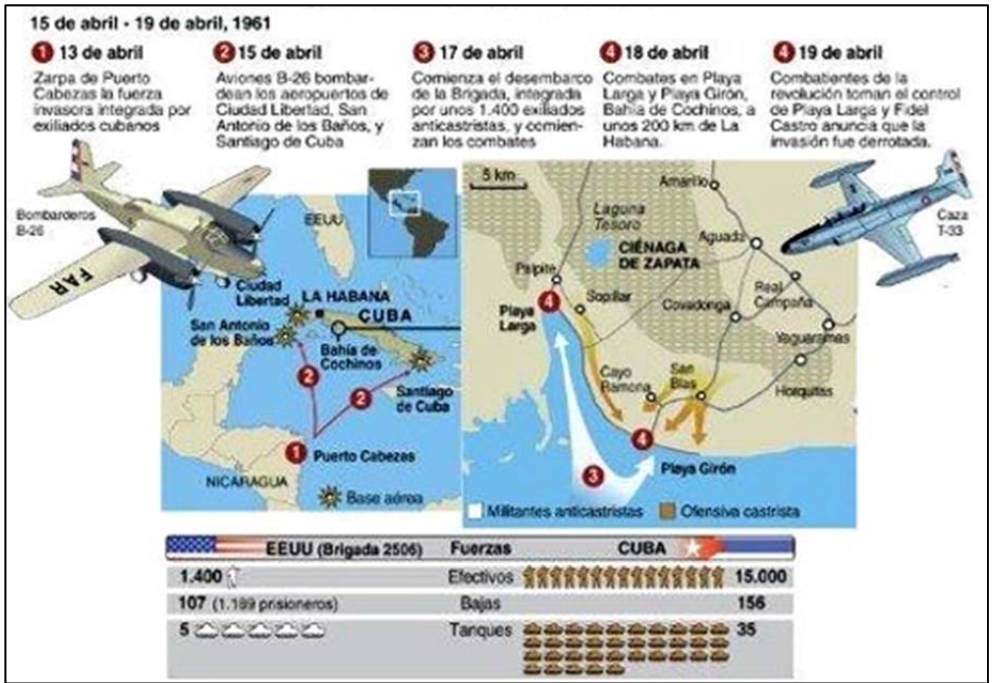 15 de abril - 19 de abril, 1961
1 13 de abril
Zarpa de Puerto
Cabezas la fuerza
invasora integrada por
exiliados cubanos
2 15 de abril
Aviones B-26 bombar-
dean los aeropuertos de
Ciudad Libertad, San
Antonio de los Baños, y
Santiago de Cuba
3 17 de abril
Comienza el desembarco
de la Brigada, integrada
por unos 1.400 exiliados
anticastristas, y comien-
zan los combates
4 18 de abril
Combates en Playa
Larga y Playa Girón,
Bahía de Cochinos, a
unos 200 km de La
Habana.
4 19 de abril
Combatientes de la
revolución toman el control
de Playa Larga y Fidel
Castro anuncia que la
invasión fue derrotada.
Bombarderos
B-26
FAR
EEUU
Ciudad
Libertad
LA HABANA
CUBA
San Antonio
de los Baños
Bahía de
Cochinos
2
2
Santiago
de Cuba
1
Puerto Cabezas
NICARAGUA
Base aérea
5 km
Amarillo
Caza
T-33
Laguna
Tesoro
Aguada
CIÉNAGA
DE ZAPATA
Palpite
Real
Campaña
4
Sopillar
Covadonga
Playa
Larga
Yaguaramas
Cayo
Ramona
San
Blas
Horquitas
4
Playa Girón
3
Militantes anticastristas
Ofensiva castrista
EEUU (Brigada 2506) Fuerzas CUBA
1.400 Efectivos 15.000
107 (1.189 prisioneros) Bajas 156
5 Tanques 35